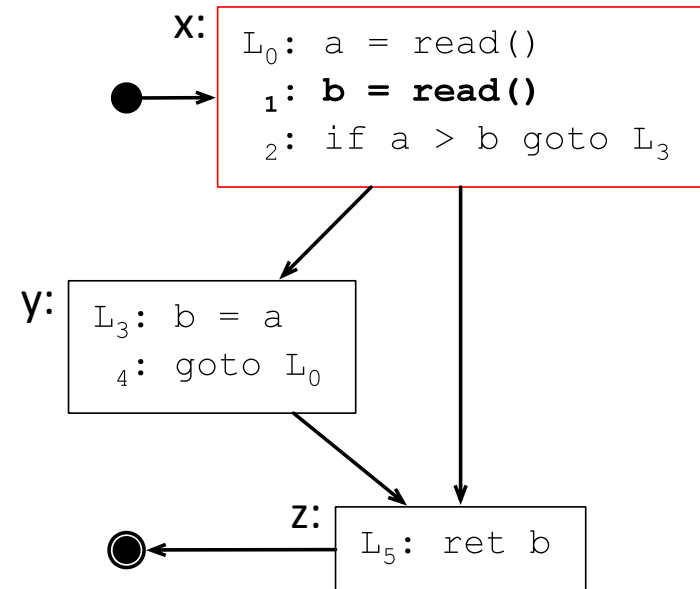 x:
L₀: a = read()
₁: b = read()
₂: if a > b goto L₃
y:
L₃: b = a
₄: goto L₀
z:
L₅: ret b